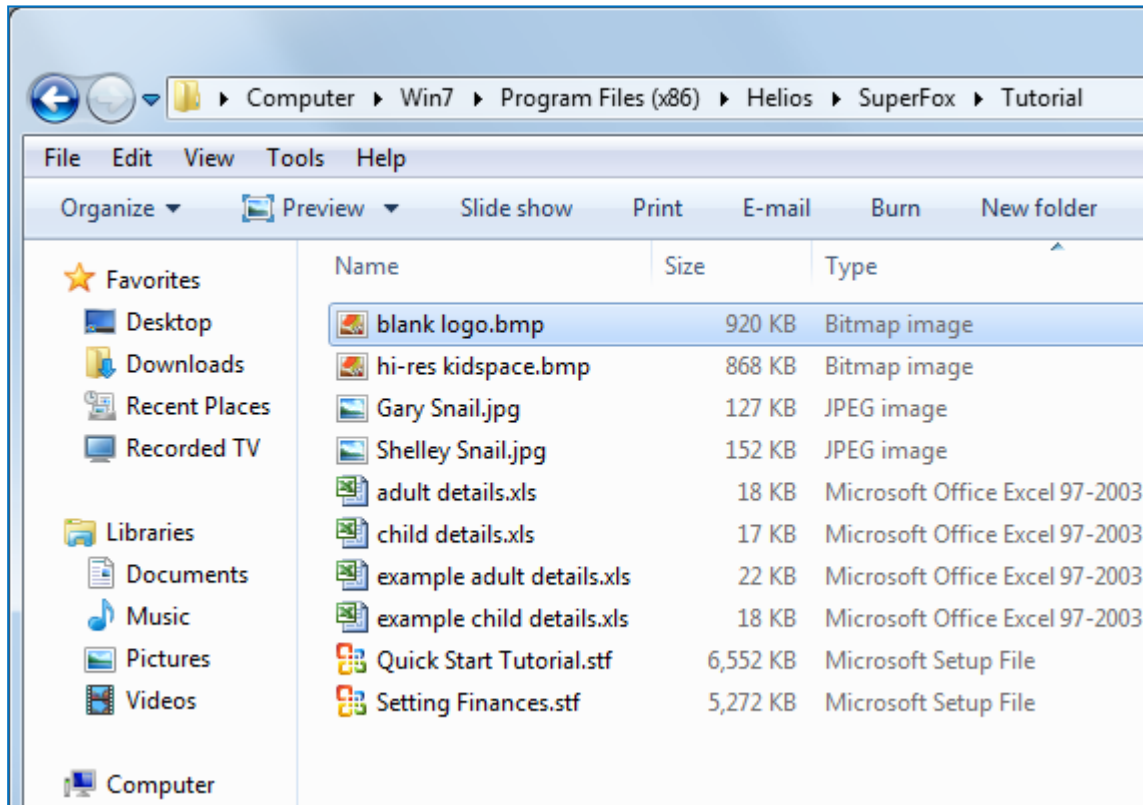 Computer Win7 Program Files (x86) Helios SuperFox Tutorial
File Edit View Tools Help
Organize Preview Slide show Print E-mail Burn New folder
Favorites
Desktop
Downloads
Recent Places
Recorded TV
Libraries
Documents
Music
Pictures
Videos
Computer
Name Size Type
blank logo.bmp 920 KB Bitmap image
hi-res kidspace.bmp 868 KB Bitmap image
Gary Snail.jpg 127 KB JPEG image
Shelley Snail.jpg 152 KB JPEG image
adult details.xls 18 KB Microsoft Office Excel 97-2003
child details.xls 17 KB Microsoft Office Excel 97-2003
example adult details.xls 22 KB Microsoft Office Excel 97-2003
example child details.xls 18 KB Microsoft Office Excel 97-2003
Quick Start Tutorial.stf 6,552 KB Microsoft Setup File
Setting Finances.stf 5,272 KB Microsoft Setup File